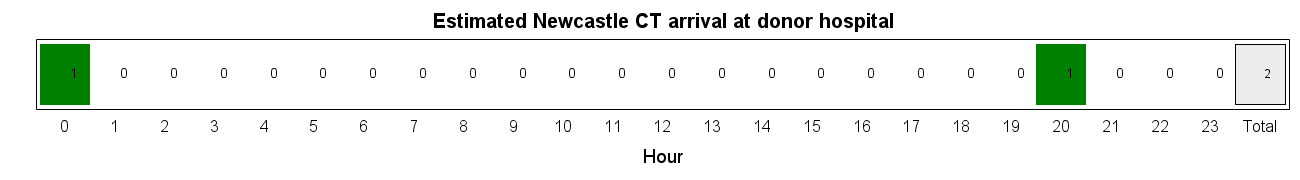 Estimated Newcastle CT arrival at donor hospital
1 0 0 0 0 0 0 0 0 0 0 0 0 0 0 0 0 0 0 0 1 0 0 0 2
0 1 2 3 4 5 6 7 8 9 10 11 12 13 14 15 16 17 18 19 20 21 22 23 Total
Hour